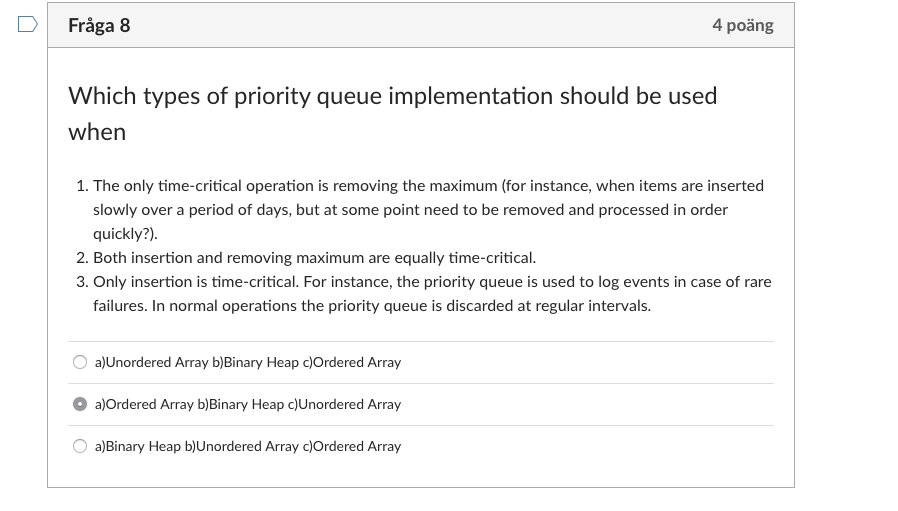 Fråga 8
4 poäng
Which types of priority queue implementation should be used
when
1. The only time-critical operation is removing the maximum (for instance, when items are inserted
slowly over a period of days, but at some point need to be removed and processed in order
quickly?).
2. Both insertion and removing maximum are equally time-critical.
3. Only insertion is time-critical. For instance, the priority queue is used to log events in case of rare
failures. In normal operations the priority queue is discarded at regular intervals.
a)Unordered Array b)Binary Heap c)Ordered Array
a)Ordered Array b)Binary Heap c)Unordered Array
a)Binary Heap b)Unordered Array c)Ordered Array